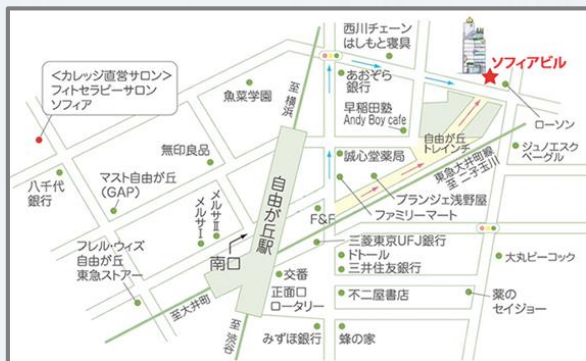 西川チェーン
はしもと寝具
ソフィアビル
<カレッジ直営サロン>
フィトセラピーサロン
ソフィア
至横浜
あおぞら
銀行
魚菜学園
早稲田塾
Andy Boy cafe
ローソン
自由が丘
トレインチ
無印良品
誠心堂薬局
東急大井町線
至二子玉川
ジュノエスク
ベーグル
八千代
銀行
マスト自由が丘
(GAP)
自由が丘駅
ブランジェ浅野屋
ファミリーマート
メルサⅠ
メルサⅡ
F&F
南口
三菱東京UFJ銀行
ドトール
三井住友銀行
大丸ピーコック
フレル・ウィズ
自由が丘
東急ストアー
交番
正面口
ロータリー
不二屋書店
薬の
セイジョー
至大井町
至渋谷
みずほ銀行
蜂の家